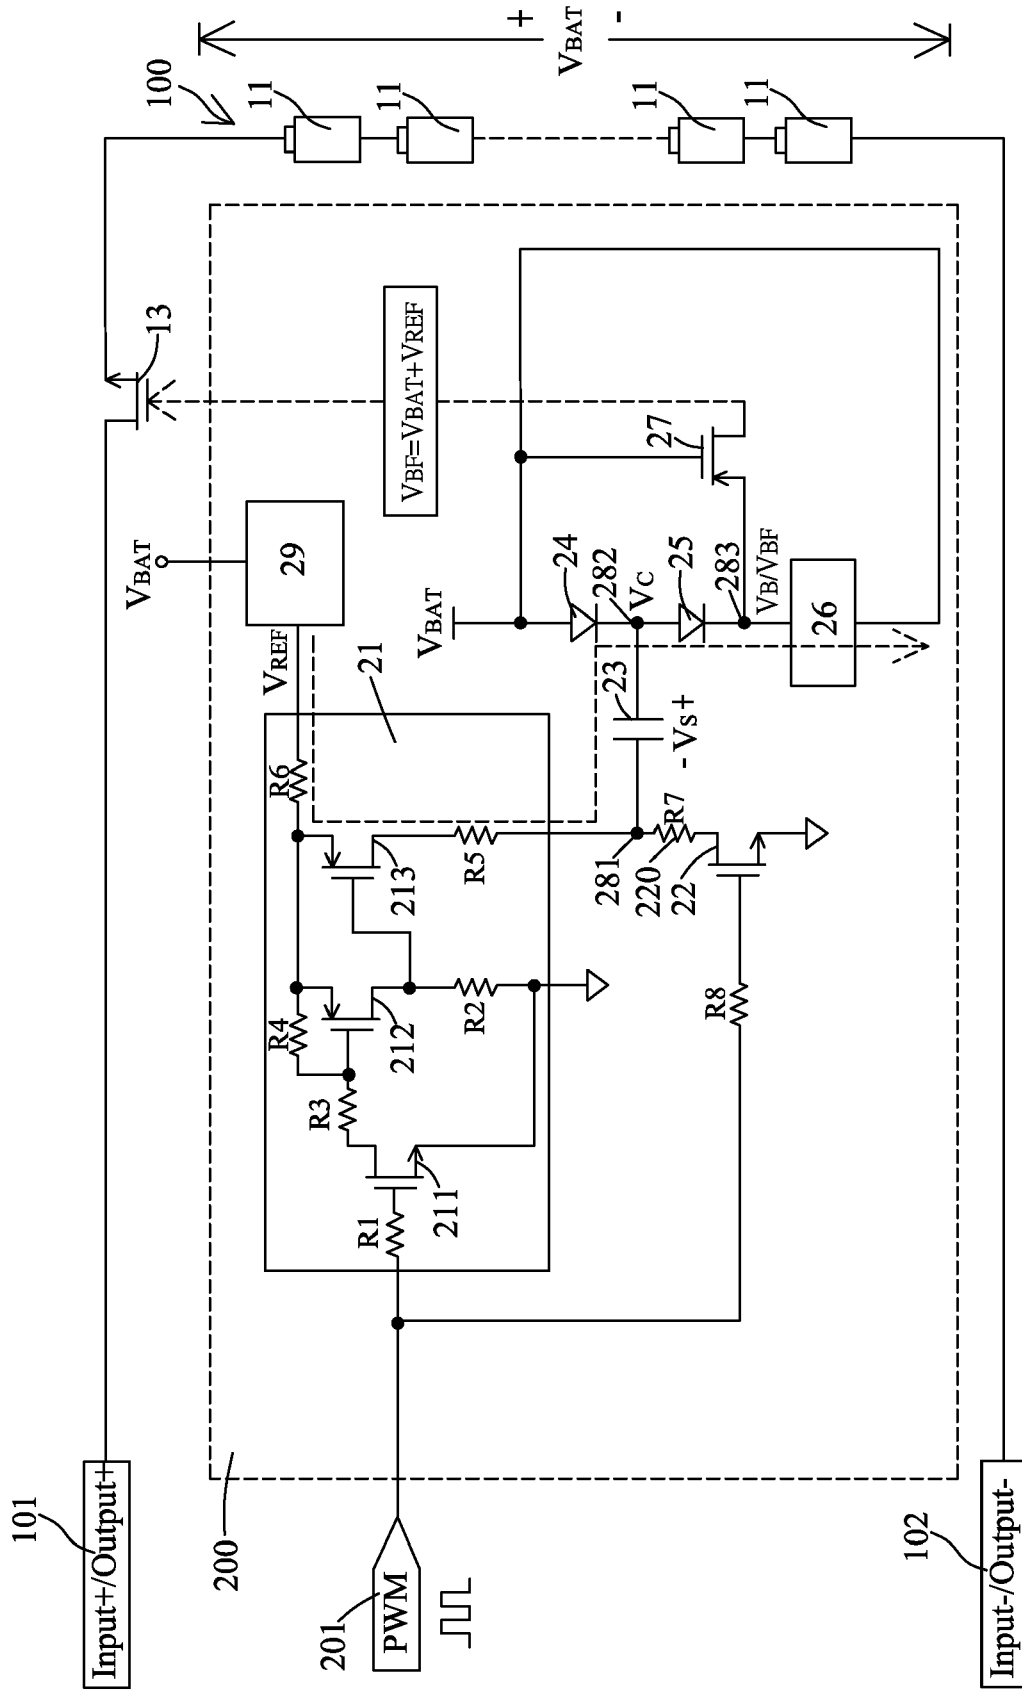 100
11
11
11
11
+
VBAT
-
13
VBF=VBAT+VREF
VBAT
29
VREF
21
27
VBAT
24
282
VC
25
283
VB/VBF
26
23
-VS+
R6
213
R5
281
220
R7
22
R4
212
R2
R3
R8
R1
211
200
201
PWM
101
Input+/Output+
102
Input-/Output-